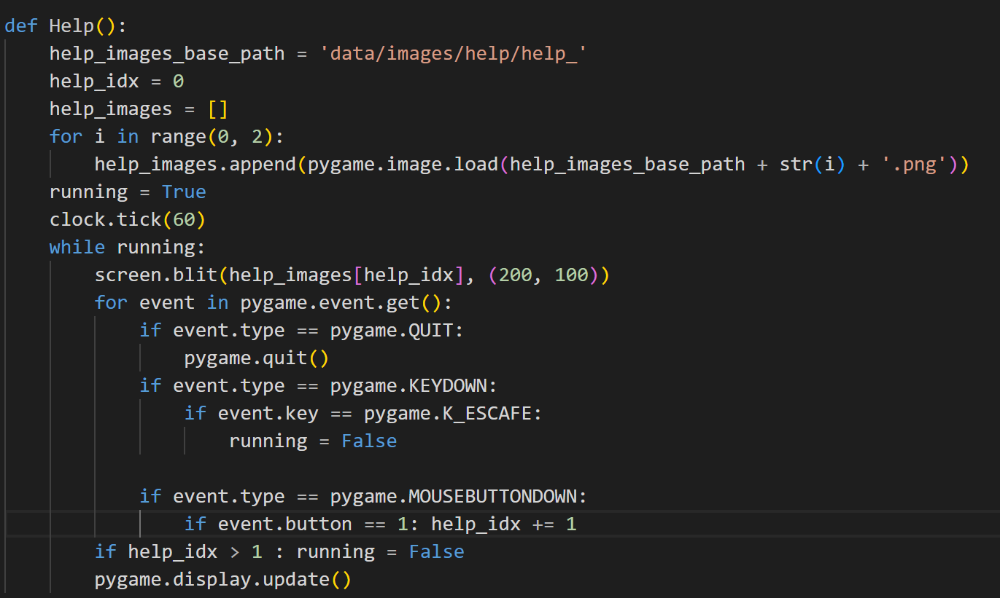 def Help():
    help_images_base_path = 'data/images/help/help_'
    help_idx = 0
    help_images = []
    for i in range(0, 2):
        help_images.append(pygame.image.load(help_images_base_path + str(i) + '.png'))
    running = True
    clock.tick(60)
    while running:
        screen.blit(help_images[help_idx], (200, 100))
        for event in pygame.event.get():
            if event.type == pygame.QUIT:
                pygame.quit()
            if event.type == pygame.KEYDOWN:
                if event.key == pygame.K_ESCAFE:
                    running = False

            if event.type == pygame.MOUSEBUTTONDOWN:
                if event.button == 1: help_idx += 1
        if help_idx > 1 : running = False
        pygame.display.update()